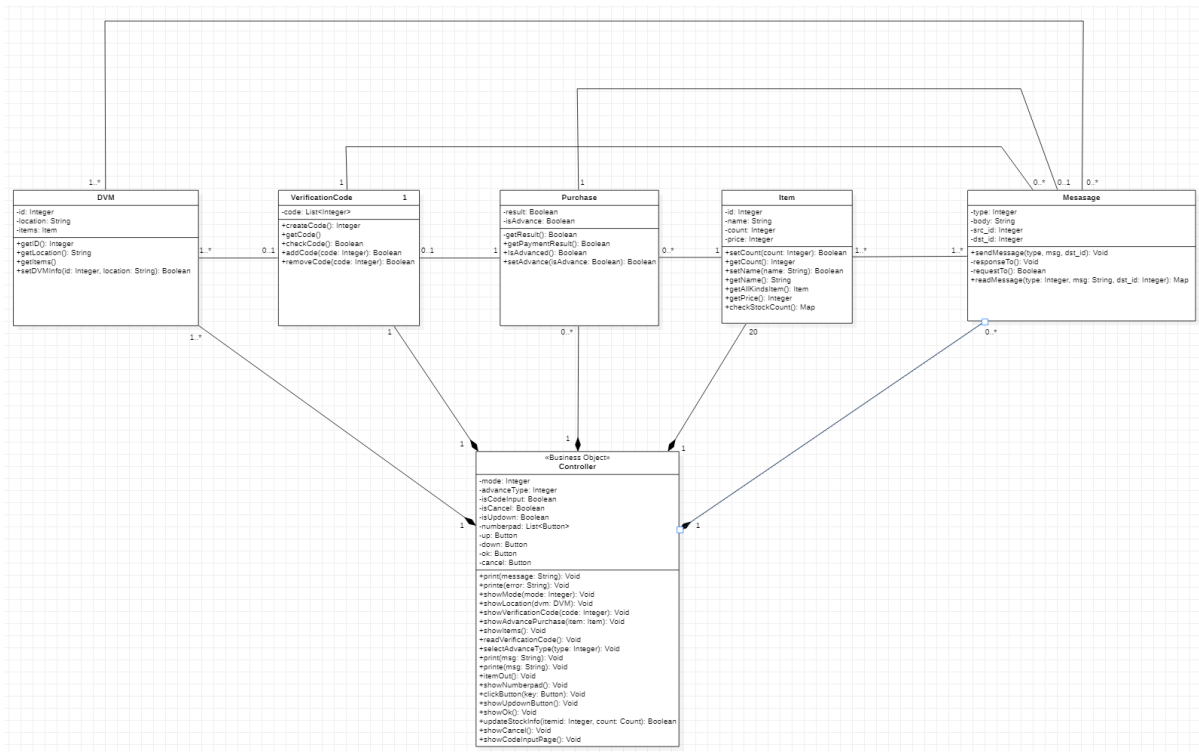 1..*
1
1
0..*
0..1
0..*
DVM
-id: Integer
-location: String
-items: Item
+getID(): Integer
+getLocation(): String
+getItems()
+setDVMInfo(id: Integer, location: String): Boolean
1..*
0..1
VerificationCode
1
-code: List<Integer>
+createCode(): Integer
+getCode()
+checkCode(): Boolean
+addCode(code: Integer): Boolean
+removeCode(code: Integer): Boolean
0..1
1
Purchase
-result: Boolean
-isAdvance: Boolean
-getResult(): Boolean
+getPaymentResult(): Boolean
+isAdvanced(): Boolean
+setAdvance(isAdvance: Boolean): Boolean
0..*
1
Item
-id: Integer
-name: String
-count: Integer
-price: Integer
+setCount(count: Integer): Boolean
+getCount(): Integer
+setName(name: String): Boolean
+getName(): String
+getAllKindsItem(): Item
+getPrice(): Integer
+checkStockCount(): Map
1..*
1..*
Mesasage
-type: Integer
-body: String
-src_id: Integer
-dst_id: Integer
+sendMessage(type, msg, dst_id): Void
-responseTo(): Void
-requestTo(): Boolean
+readMessage(type: Integer, msg: String, dst_id: Integer): Map
1..*
1
0..*
20
0..*
1
1
1
1
1
«Business Object»
Controller
-mode: Integer
-advanceType: Integer
-isCodeInput: Boolean
-isCancel: Boolean
-isUpdown: Boolean
-numberpad: List<Button>
-up: Button
-down: Button
-ok: Button
-cancel: Button
+print(message: String): Void
+printe(error: String): Void
+showMode(mode: Integer): Void
+showLocation(dvm: DVM): Void
+showVerificationCode(code: Integer): Void
+showAdvancePurchase(item: Item): Void
+showItems(): Void
+readVerificationCode(): Void
+selectAdvanceType(type: Integer): Void
+print(msg: String): Void
+printe(msg: String): Void
+itemOut(): Void
+showNumberpad(): Void
+clickButton(key: Button): Void
+showUpdownButton(): Void
+showOk(): Void
+updateStockInfo(itemid: Integer, count: Count): Boolean
+showCancel(): Void
+showCodeInputPage(): Void